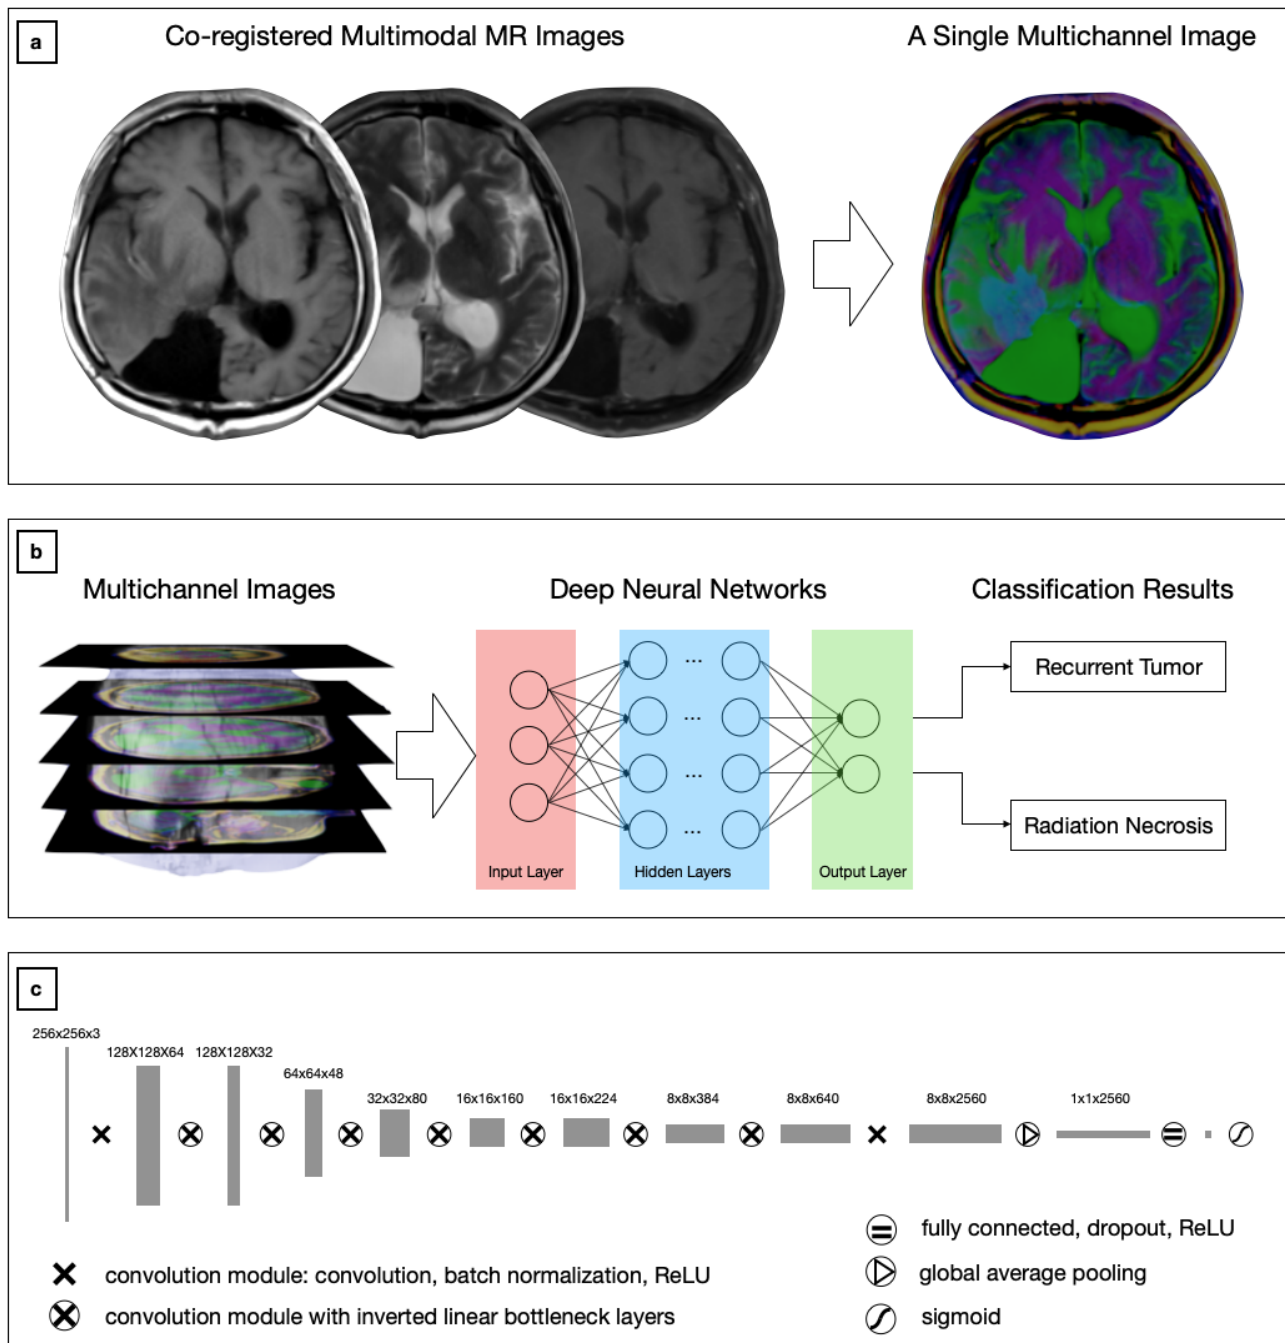 a
Co-registered Multimodal MR Images
A Single Multichannel Image
b
Multichannel Images
Deep Neural Networks
Classification Results
Recurrent Tumor
...
...
...
...
Radiation Necrosis
Input Layer
Hidden Layers
Output Layer
c
256x256x3
128X128X64
128X128X32
64x64x48
32x32x80
16x16x160
16x16x224
8x8x384
8x8x640
8x8x2560
1x1x2560
convolution module: convolution, batch normalization, ReLU
convolution module with inverted linear bottleneck layers
fully connected, dropout, ReLU
global average pooling
sigmoid